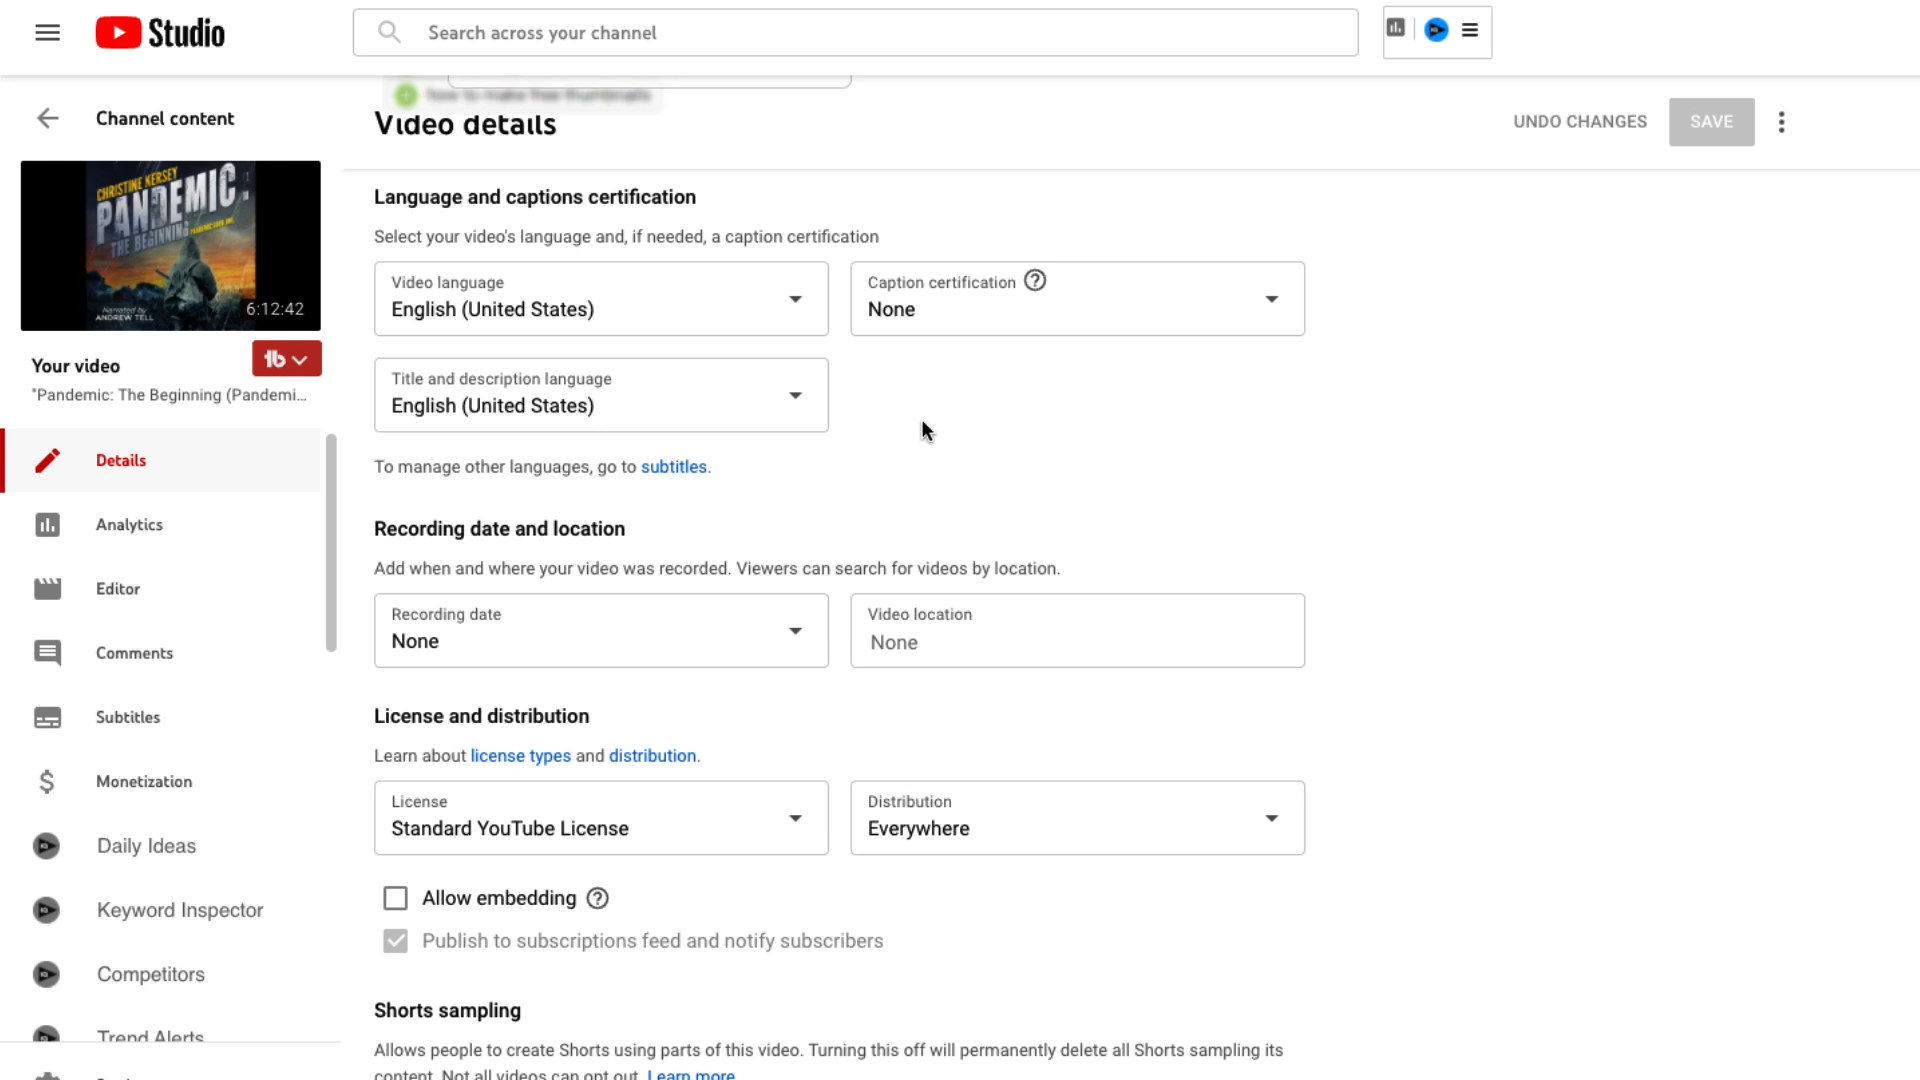 Studio
Search across your channel
Channel content
Video details
UNDO CHANGES
SAVE
CHRISTINE KERSEY
PANDEMIC:
THE BEGINNING
Narrated by
ANDREW TELL
6:12:42
Your video
"Pandemic: The Beginning (Pandemi...
Details
Analytics
Editor
Comments
Subtitles
Monetization
Daily Ideas
Keyword Inspector
Competitors
Trend Alerts
Language and captions certification
Select your video's language and, if needed, a caption certification
Video language
English (United States)
Caption certification
None
Title and description language
English (United States)
To manage other languages, go to subtitles.
Recording date and location
Add when and where your video was recorded. Viewers can search for videos by location.
Recording date
None
Video location
None
License and distribution
Learn about license types and distribution.
License
Standard YouTube License
Distribution
Everywhere
Allow embedding
Publish to subscriptions feed and notify subscribers
Shorts sampling
Allows people to create Shorts using parts of this video. Turning this off will permanently delete all Shorts sampling its
content. Not all videos can opt out. Learn more